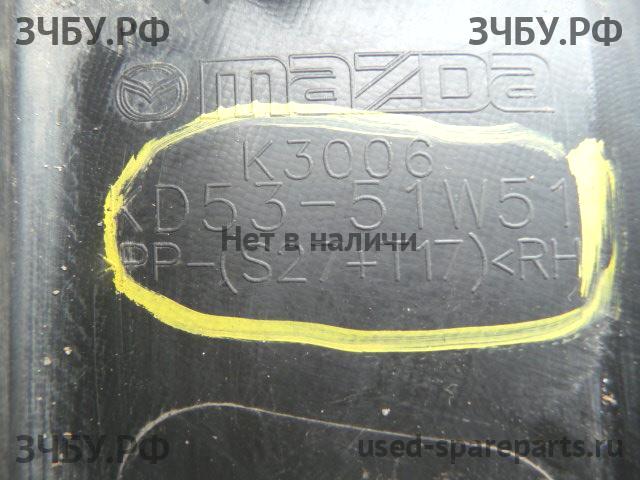 ЗЧБУ.РФ
ЗЧБУ.РФ
mazda
K3006
KD53-51W51
Нет в наличи
PP-(S27+T17)<RH
ЗЧБУ.РФ
used-spareparts.ru